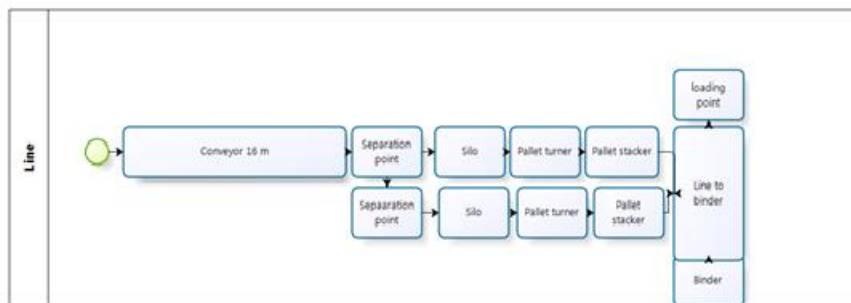 Line
Conveyor 16 m
Separation
point
Silo
Pallet turner
Pallet stacker
loading
point
Line to
binder
Sepaaration
point
Silo
Pallet turner
Pallet
stacker
Binder